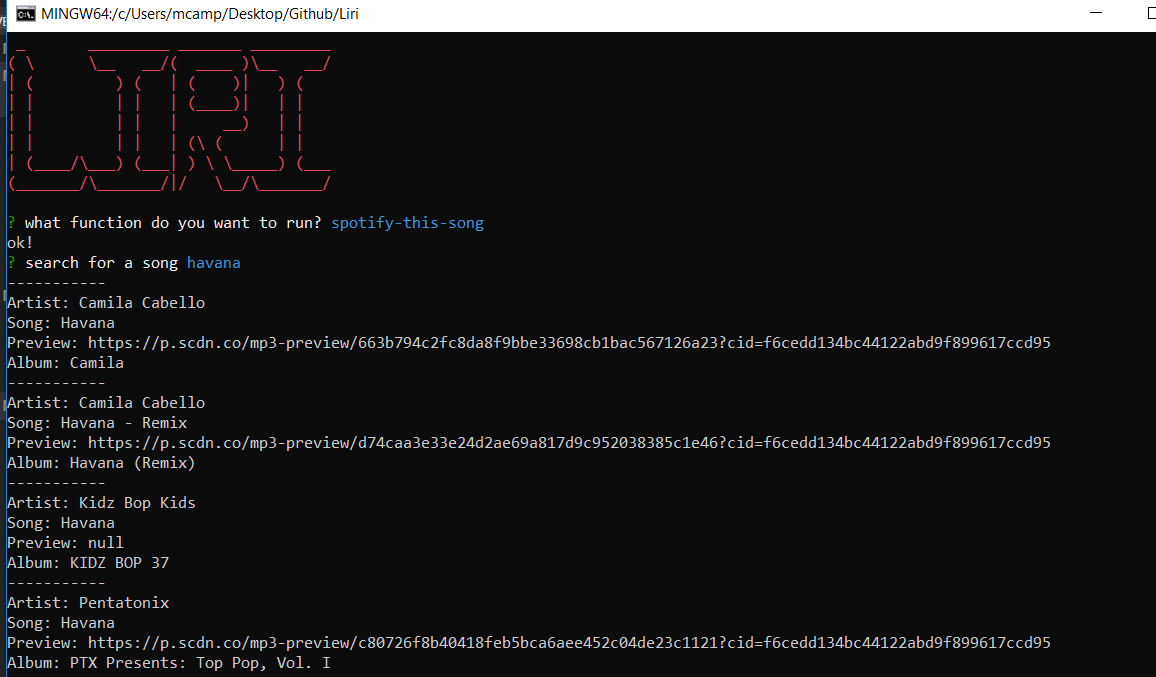 MINGW64:/c/Users/mcamp/Desktop/Github/Liri
LIRI
? what function do you want to run? spotify-this-song
ok!
? search for a song havana
-----------
Artist: Camila Cabello
Song: Havana
Preview: https://p.scdn.co/mp3-preview/663b794c2fc8da8f9bbe33698cb1bac567126a23?cid=f6cedd134bc44122abd9f899617ccd95
Album: Camila
-----------
Artist: Camila Cabello
Song: Havana - Remix
Preview: https://p.scdn.co/mp3-preview/d74caa3e33e24d2ae69a817d9c952038385c1e46?cid=f6cedd134bc44122abd9f899617ccd95
Album: Havana (Remix)
-----------
Artist: Kidz Bop Kids
Song: Havana
Preview: null
Album: KIDZ BOP 37
-----------
Artist: Pentatonix
Song: Havana
Preview: https://p.scdn.co/mp3-preview/c80726f8b40418feb5bca6aee452c04de23c1121?cid=f6cedd134bc44122abd9f899617ccd95
Album: PTX Presents: Top Pop, Vol. I